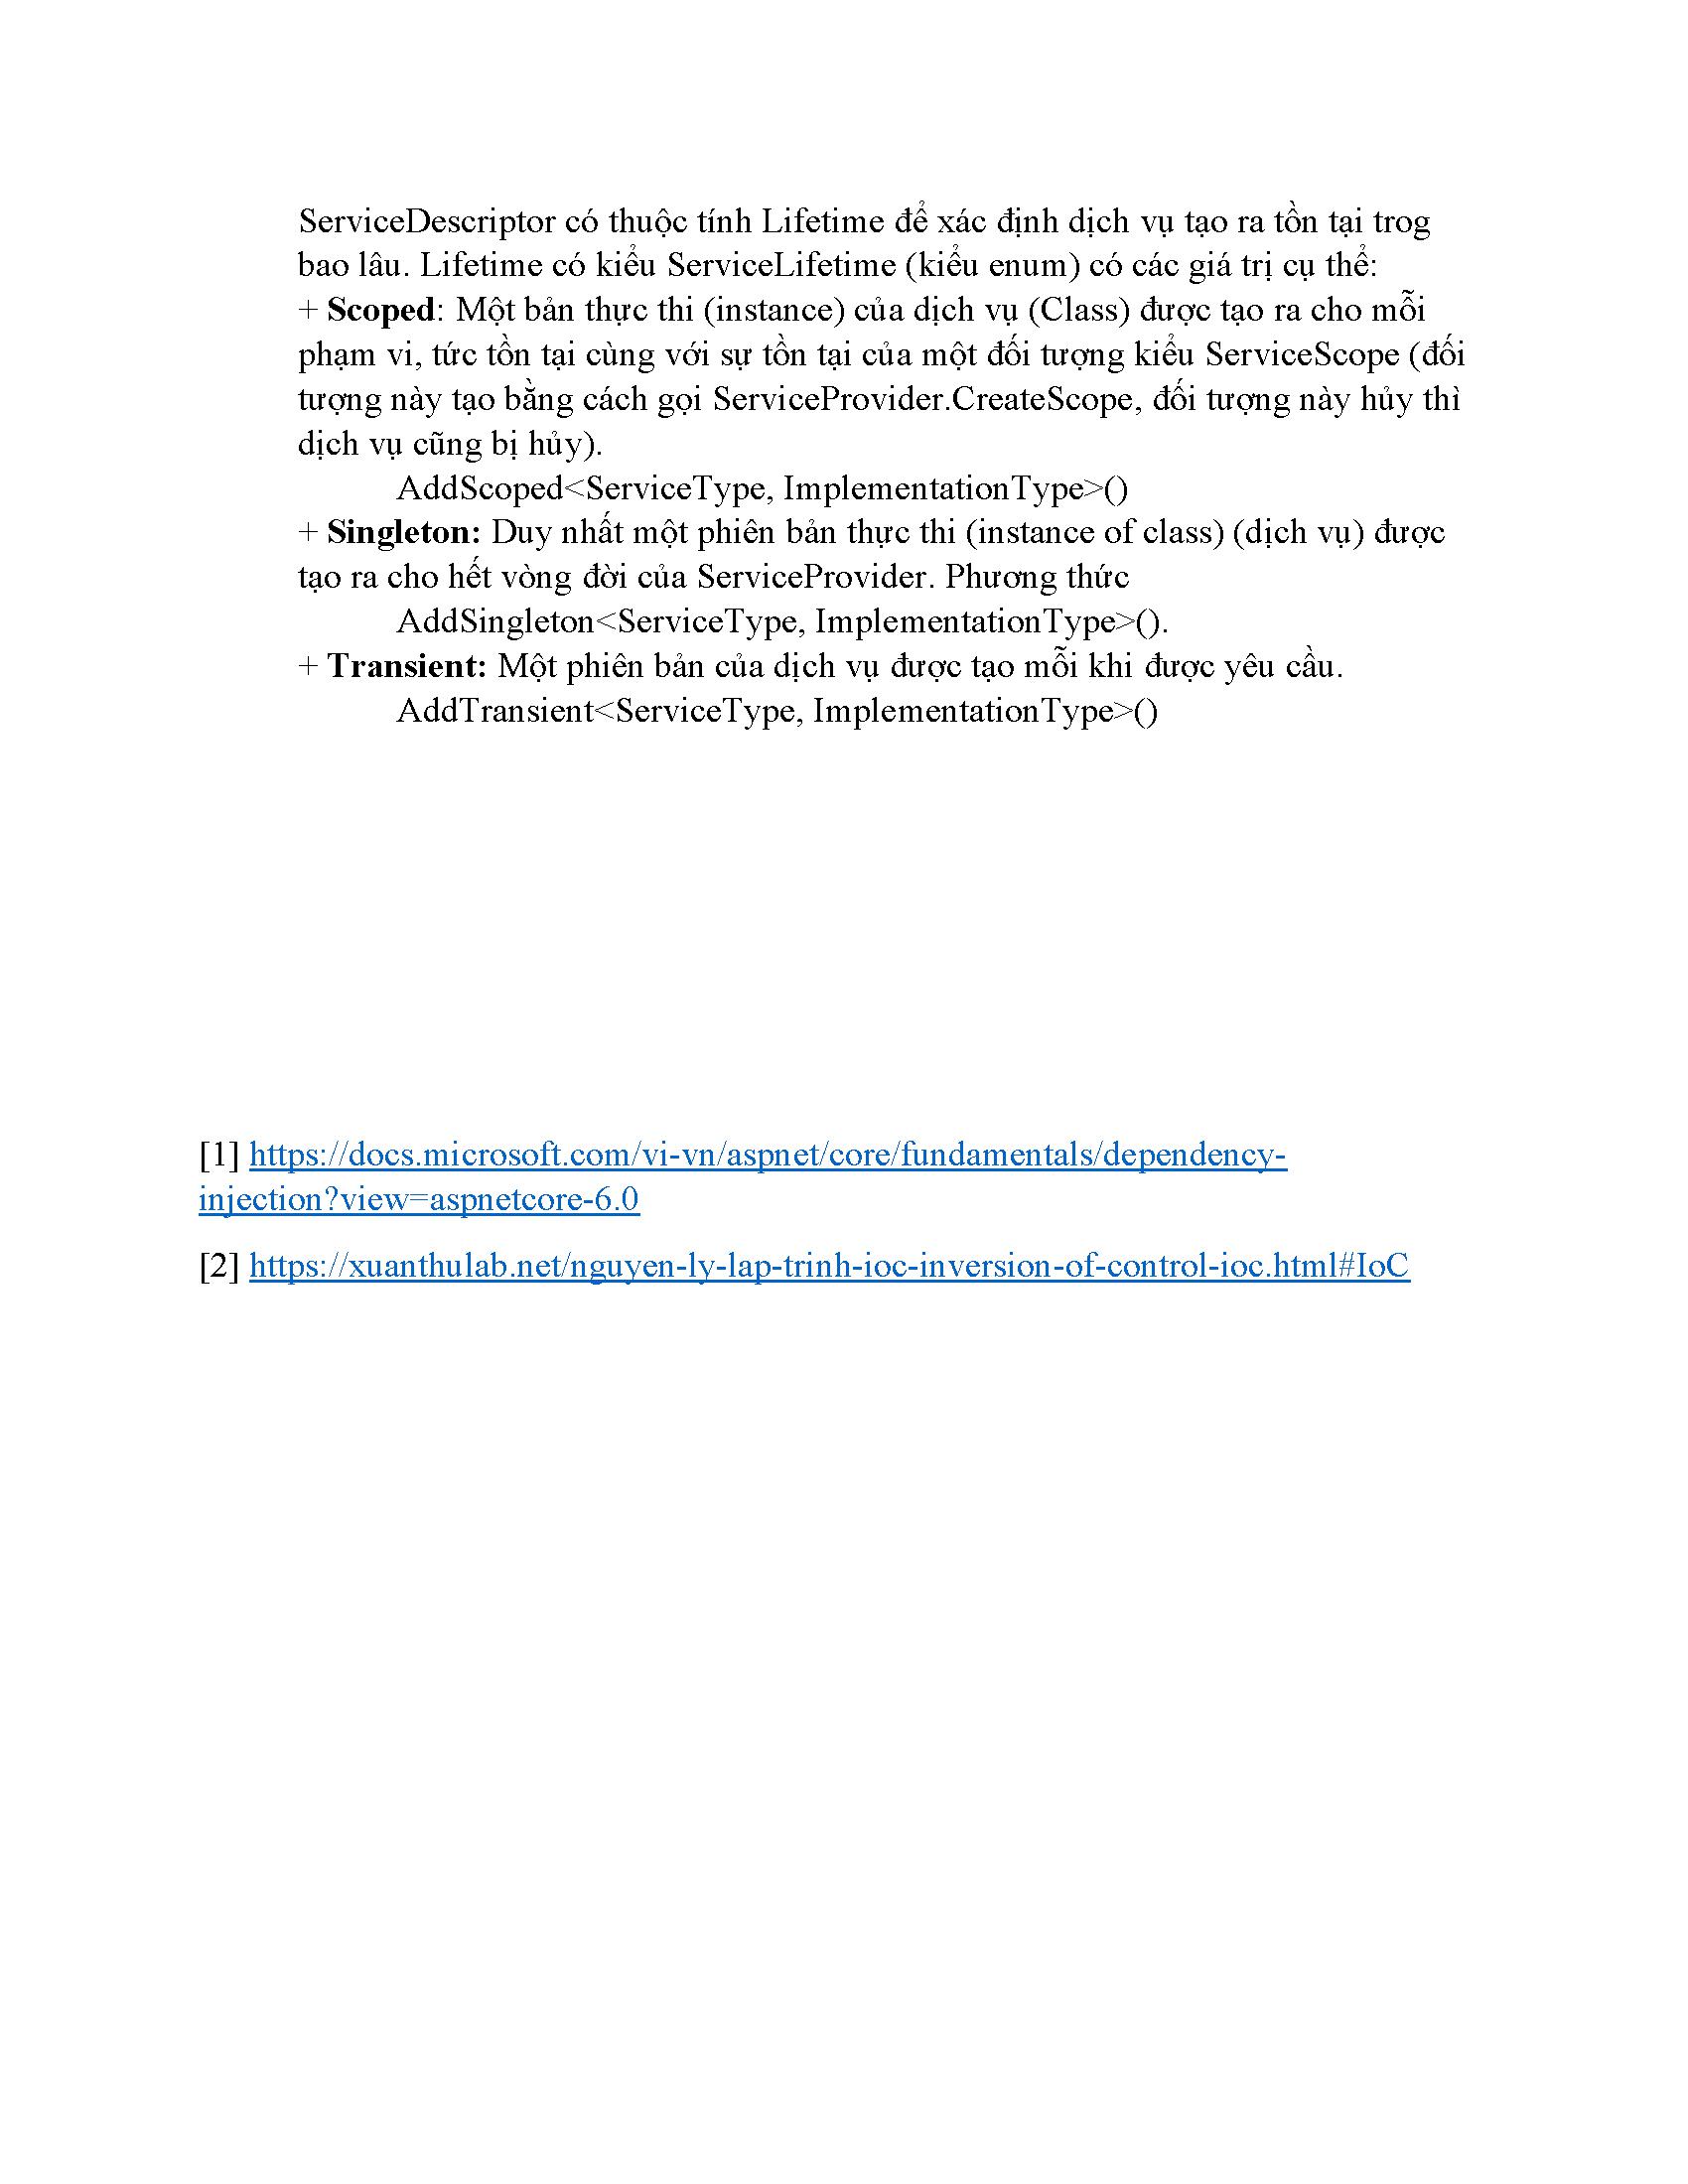 ServiceDescriptor có thuộc tính Lifetime để xác định dịch vụ tạo ra tồn tại trog
bao lâu. Lifetime có kiểu ServiceLifetime (kiểu enum) có các giá trị cụ thể:
+ Scoped: Một bản thực thi (instance) của dịch vụ (Class) được tạo ra cho mỗi
phạm vi, tức tồn tại cùng với sự tồn tại của một đối tượng kiểu ServiceScope (đối
tượng này tạo bằng cách gọi ServiceProvider.CreateScope, đối tượng này hủy thì
dịch vụ cũng bị hủy).
AddScoped<ServiceType, ImplementationType>()
+ Singleton: Duy nhất một phiên bản thực thi (instance of class) (dịch vụ) được
tạo ra cho hết vòng đời của ServiceProvider. Phương thức
AddSingleton<ServiceType, ImplementationType>().
+ Transient: Một phiên bản của dịch vụ được tạo mỗi khi được yêu cầu.
AddTransient<ServiceType, ImplementationType>()
[1] https://docs.microsoft.com/vi-vn/aspnet/core/fundamentals/dependency-
injection?view=aspnetcore-6.0
[2] https://xuanthulab.net/nguyen-ly-lap-trinh-ioc-inversion-of-control-ioc.html#IoC